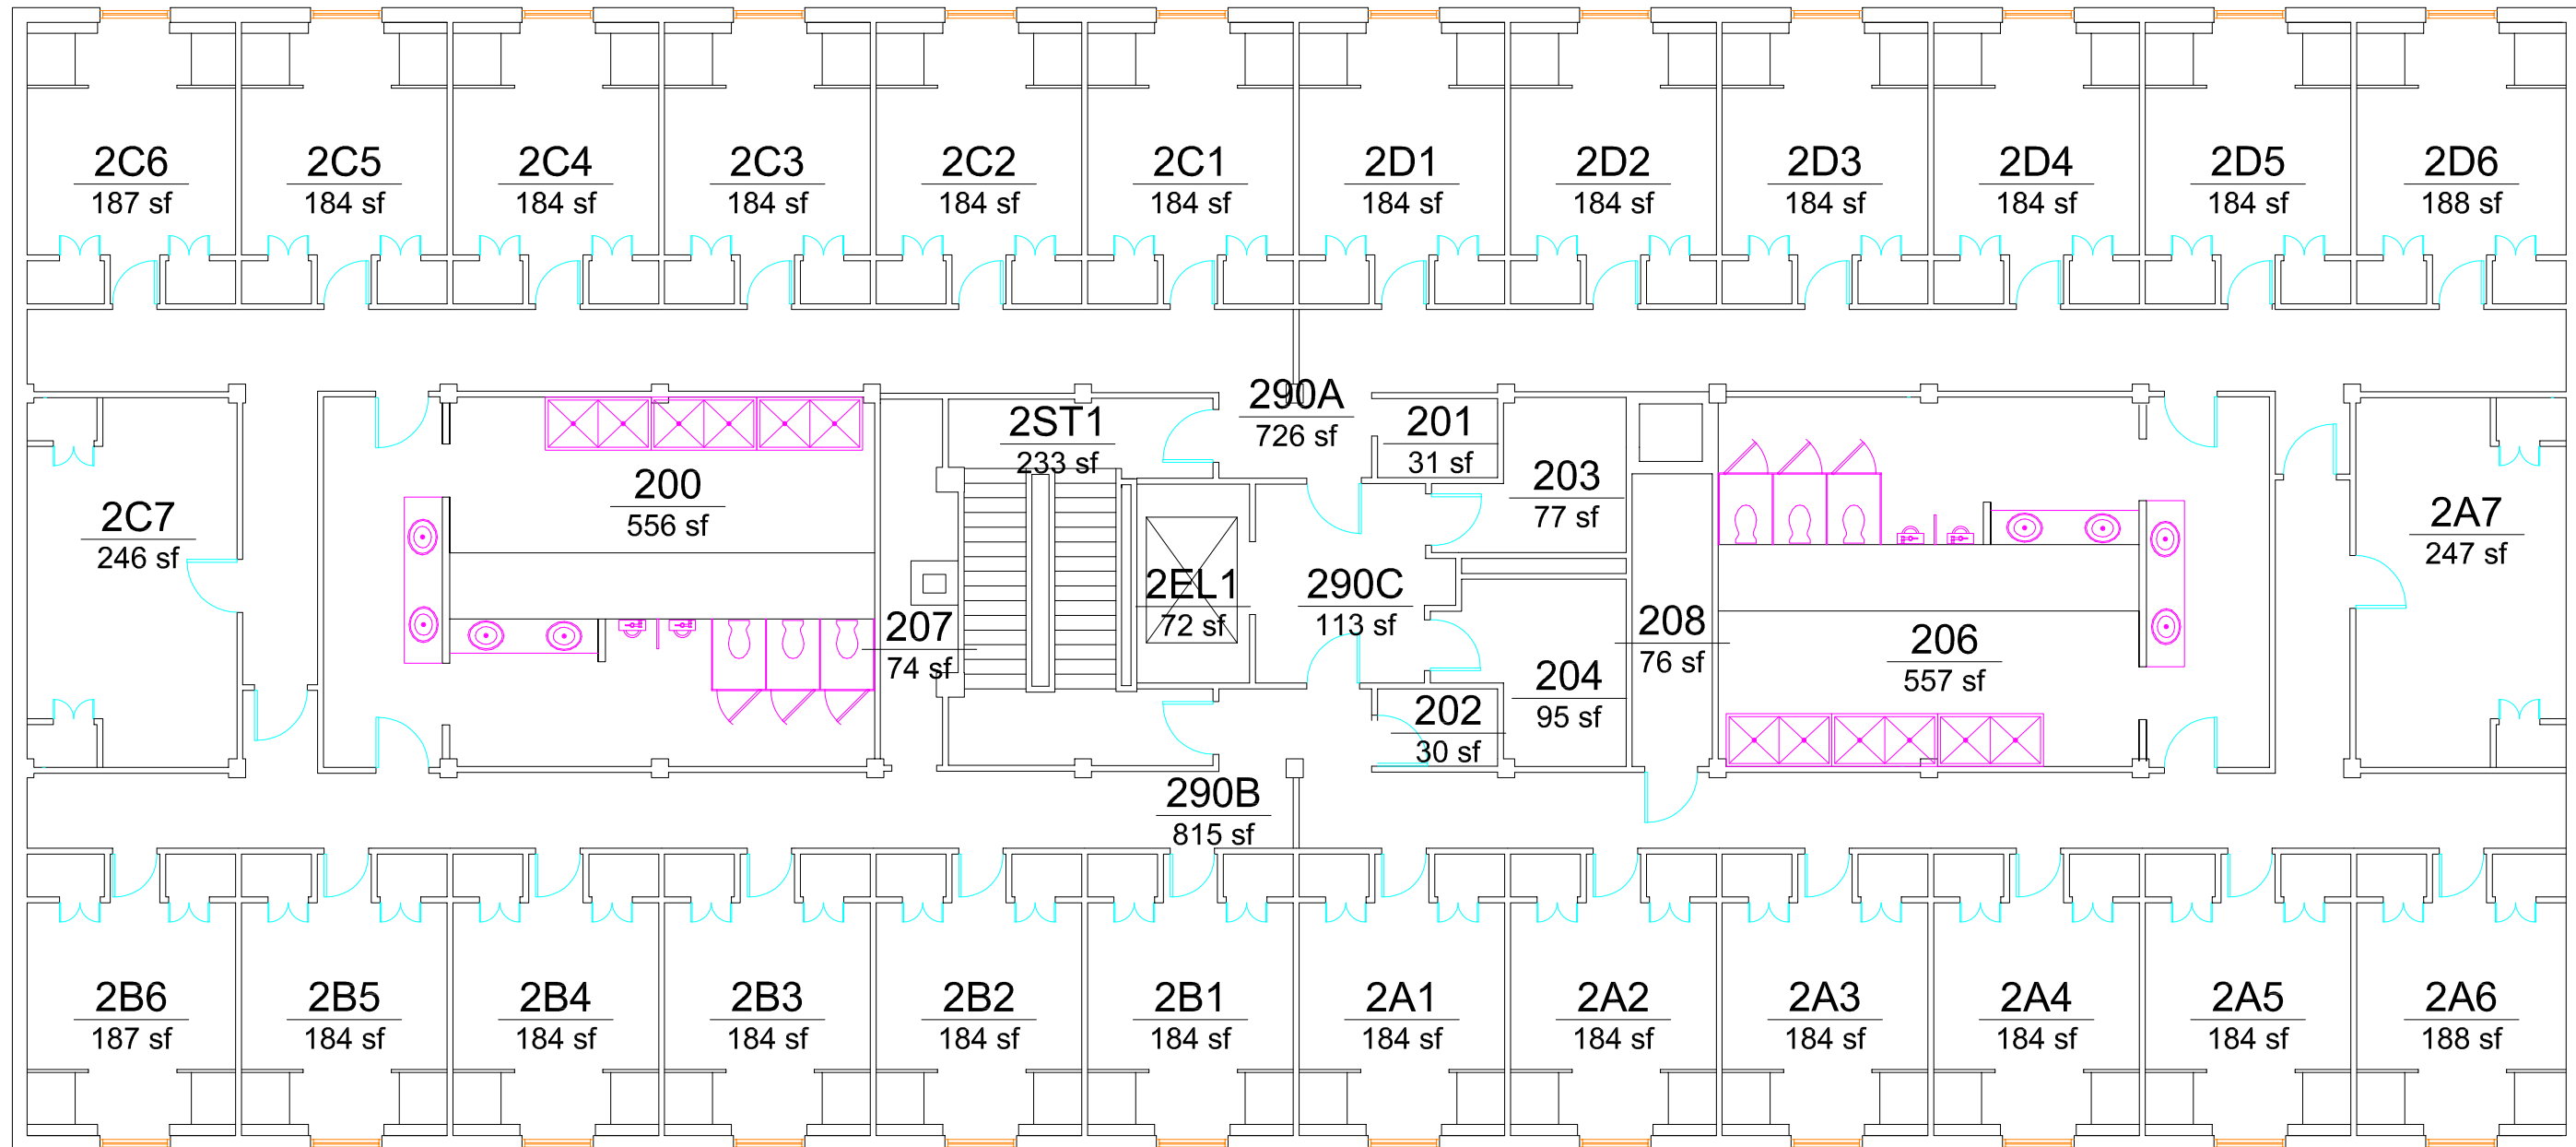 2C6
187 sf
2C5
184 sf
2C4
184 sf
2C3
184 sf
2C2
184 sf
2C1
184 sf
2D1
184 sf
2D2
184 sf
2D3
184 sf
2D4
184 sf
2D5
184 sf
2D6
188 sf
290A
726 sf
2ST1
233 sf
201
31 sf
200
556 sf
203
77 sf
2C7
246 sf
2A7
247 sf
2EL1
72 sf
290C
113 sf
207
74 sf
208
76 sf
206
557 sf
204
95 sf
202
30 sf
290B
815 sf
2B6
187 sf
2B5
184 sf
2B4
184 sf
2B3
184 sf
2B2
184 sf
2B1
184 sf
2A1
184 sf
2A2
184 sf
2A3
184 sf
2A4
184 sf
2A5
184 sf
2A6
188 sf